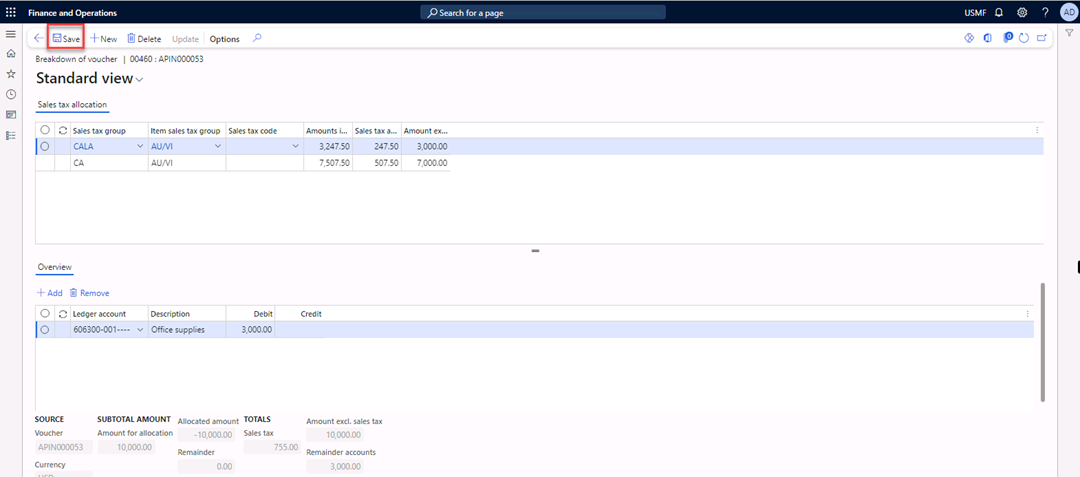 Finance and Operations
Search for a page
USMF
?
AD
Save
New
Delete
Update
Options
0
Breakdown of voucher | 00460 : APIN000053
Standard view
Sales tax allocation
Sales tax group Item sales tax group Sales tax code Amounts i... Sales tax a... Amount ex...
CALA AU/VI 3,247.50 247.50 3,000.00
CA AU/VI 7,507.50 507.50 7,000.00
Overview
Add Remove
Ledger account Description Debit Credit
606300-001---- Office supplies 3,000.00
SOURCE
Voucher
APIN000053
Currency
USD
SUBTOTAL AMOUNT
Amount for allocation
10,000.00
Allocated amount
-10,000.00
Remainder
0.00
TOTALS
Sales tax
755.00
Amount excl. sales tax
10,000.00
Remainder accounts
3,000.00